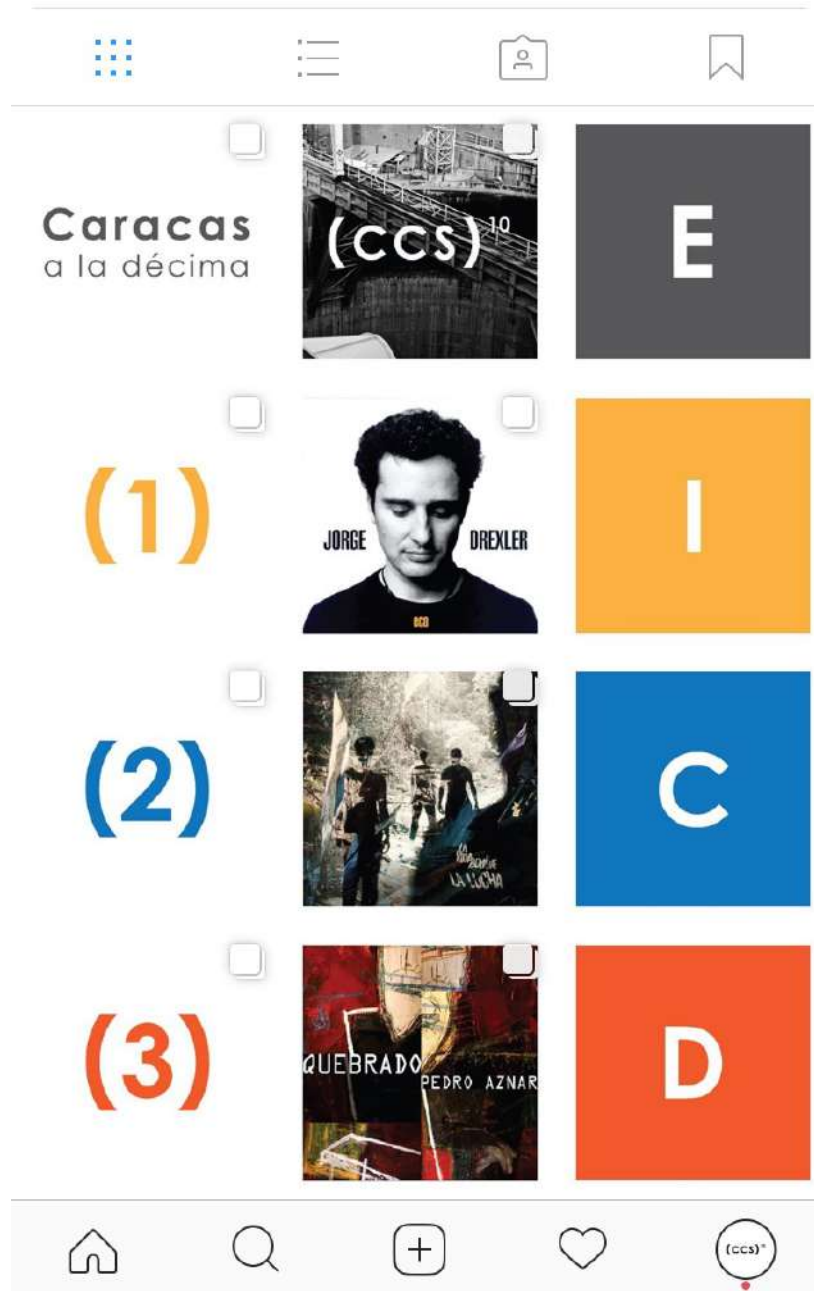 Caracas
a la décima
(ccs)¹⁰
E
(1)
JORGE DREXLER
eco
I
(2)
LA LUCHA
C
(3)
QUEBRADO
PEDRO AZNAR
D
(ccs)¹⁰